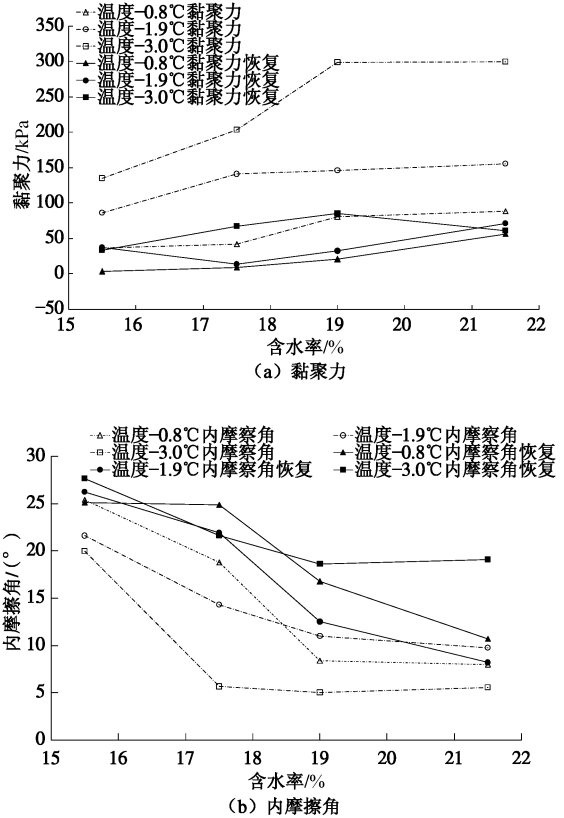 温度-0.8℃黏聚力
温度-1.9℃黏聚力
温度-3.0℃黏聚力
温度-0.8℃黏聚力恢复
温度-1.9℃黏聚力恢复
温度-3.0℃黏聚力恢复
350
300
250
200
150
100
50
0
-50
黏聚力/kPa
15 16 17 18 19 20 21 22
含水率/%
(a) 黏聚力
温度-0.8℃内摩察角 温度-1.9℃内摩察角
温度-3.0℃内摩察角 温度-0.8℃内摩察角恢复
温度-1.9℃内摩察角恢复 温度-3.0℃内摩察角恢复
30
25
20
15
10
5
0
内摩擦角/(°)
15 16 17 18 19 20 21 22
含水率/%
(b) 内摩擦角